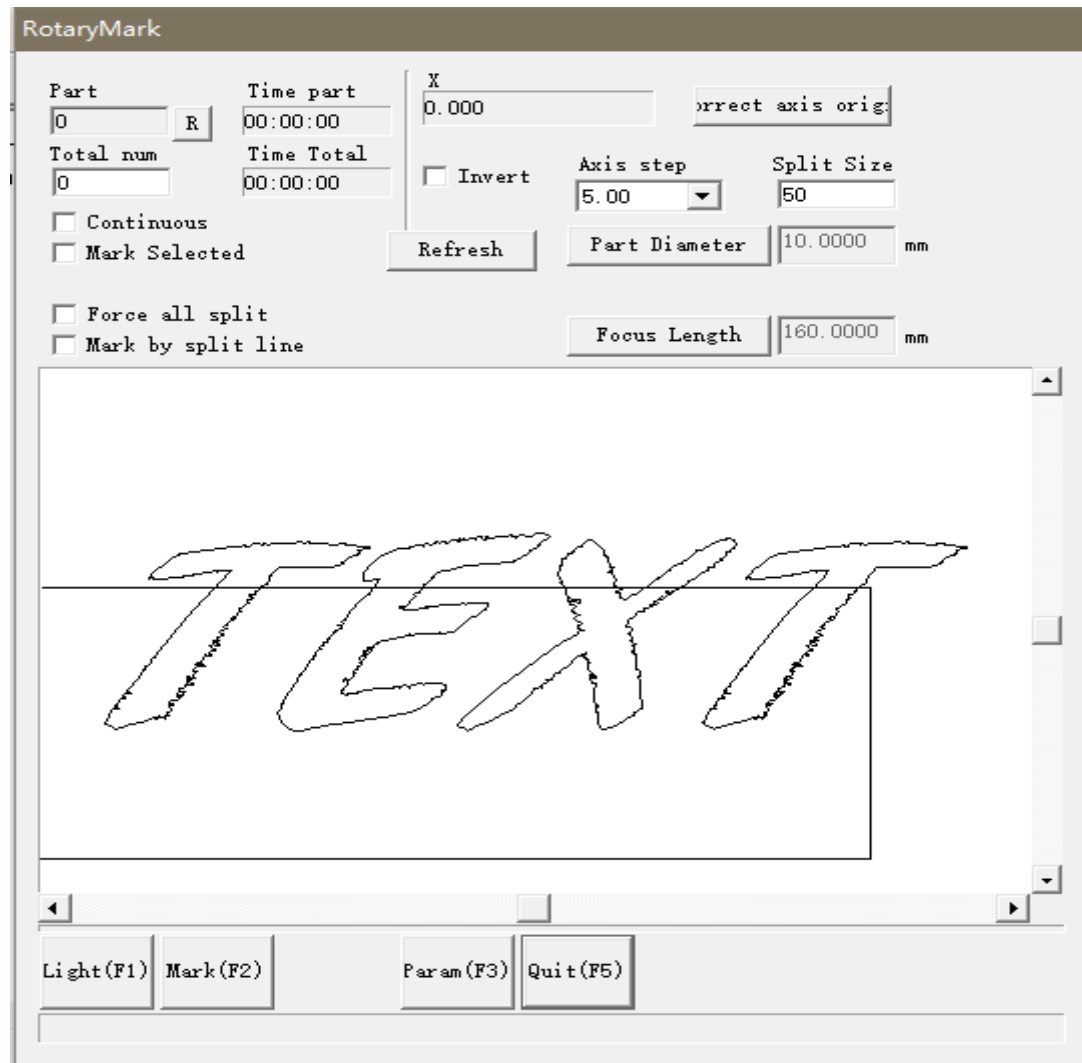 RotaryMark
Part
Time part
X
0
R
00:00:00
0.000
orrect axis orig
Total num
Time Total
0
00:00:00
Invert
Axis step
Split Size
5.00
50
Continuous
Mark Selected
Refresh
Part Diameter
10.0000
mm
Force all split
Mark by split line
Focus Length
160.0000
mm
TEXT
Light(F1)
Mark(F2)
Param(F3)
Quit(F5)